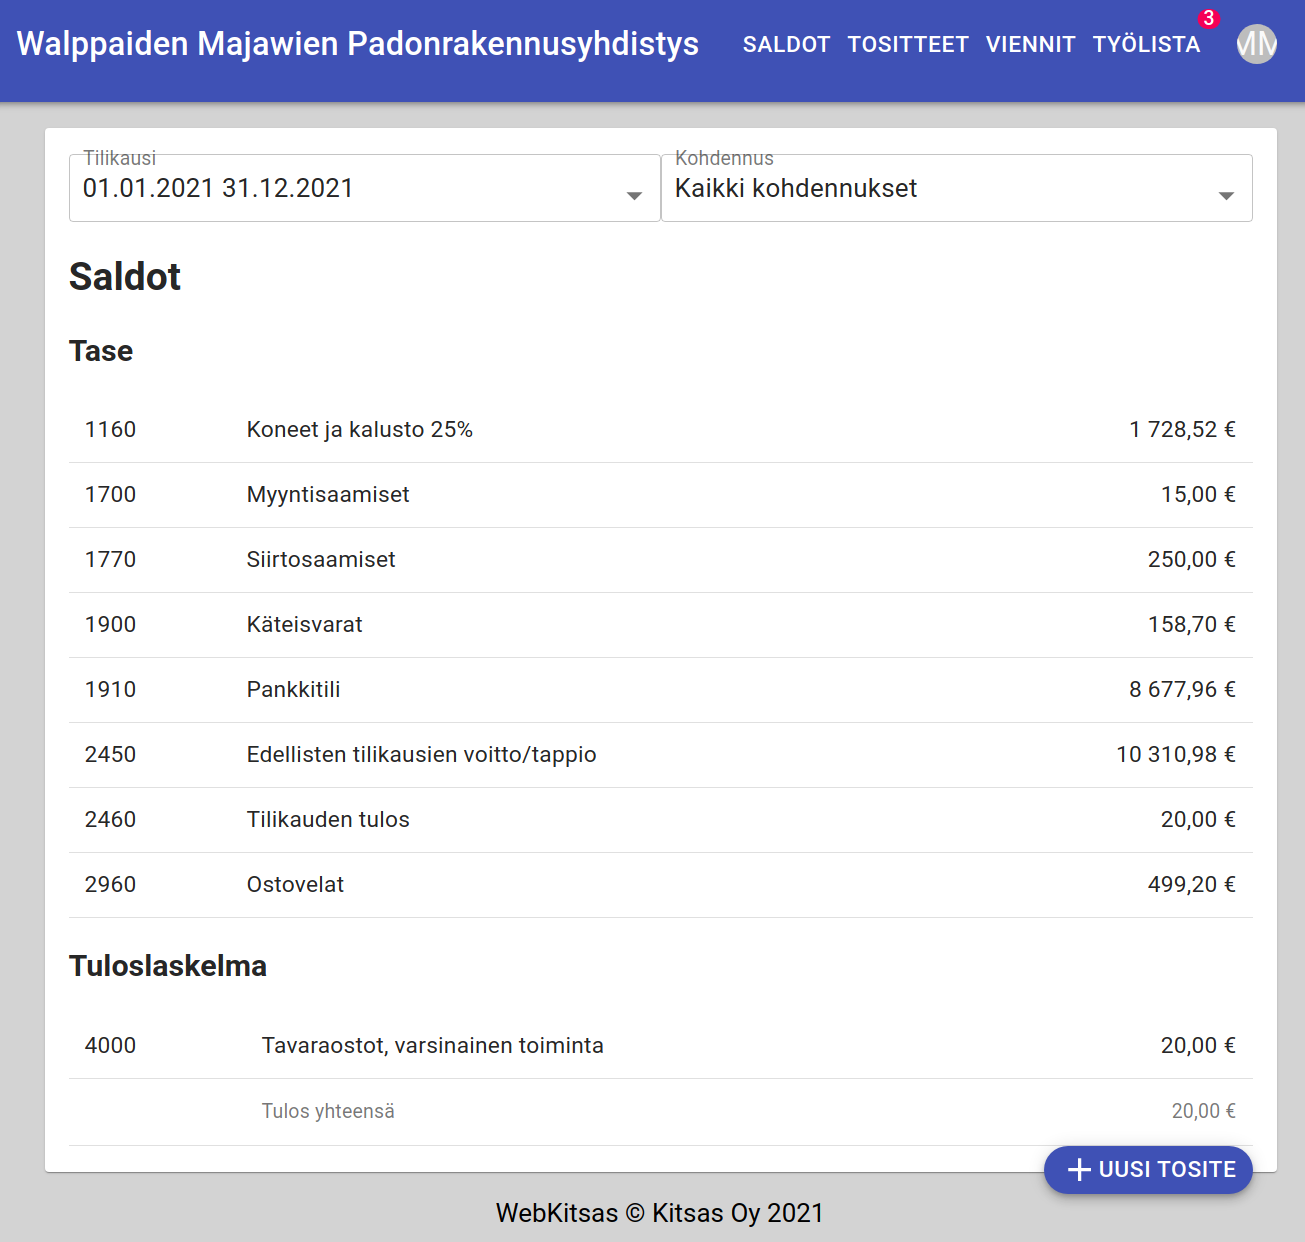 Walppaiden Majawien Padonrakennusyhdistys SALDOT TOSITTEET VIENNIT TYÖLISTA 3 MM
Tilikausi Kohdennus
01.01.2021 31.12.2021 Kaikki kohdennukset
Saldot
Tase
1160 Koneet ja kalusto 25% 1 728,52 €
1700 Myyntisaamiset 15,00 €
1770 Siirtosaamiset 250,00 €
1900 Käteisvarat 158,70 €
1910 Pankkitili 8 677,96 €
2450 Edellisten tilikausien voitto/tappio 10 310,98 €
2460 Tilikauden tulos 20,00 €
2960 Ostovelat 499,20 €
Tuloslaskelma
4000 Tavaraostot, varsinainen toiminta 20,00 €
Tulos yhteensä 20,00 €
+ UUSI TOSITE
WebKitsas © Kitsas Oy 2021